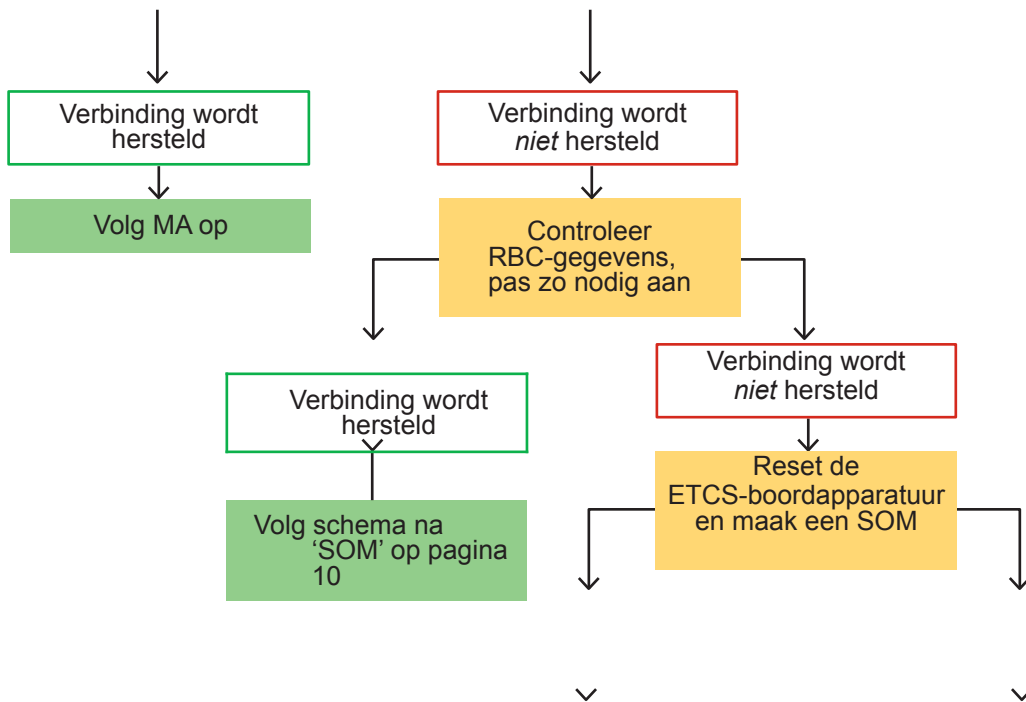 Verbinding wordt
hersteld
Verbinding wordt
niet hersteld
Volg MA op
Controleer
RBC-gegevens,
pas zo nodig aan
Verbinding wordt
hersteld
Verbinding wordt
niet hersteld
Volg schema na
‘SOM’ op pagina
10
Reset de
ETCS-boordapparatuur
en maak een SOM